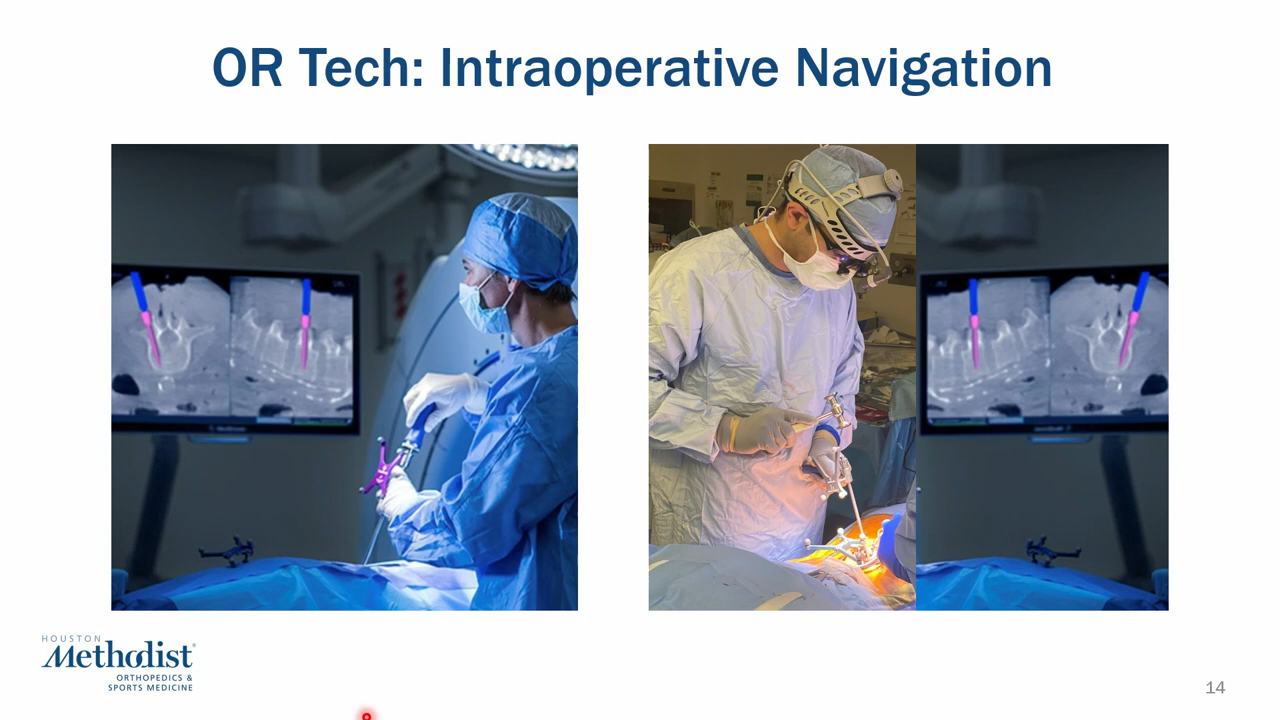 OR Tech: Intraoperative Navigation
HOUSTON
Methodist
ORTHOPEDICS &
SPORTS MEDICINE
14